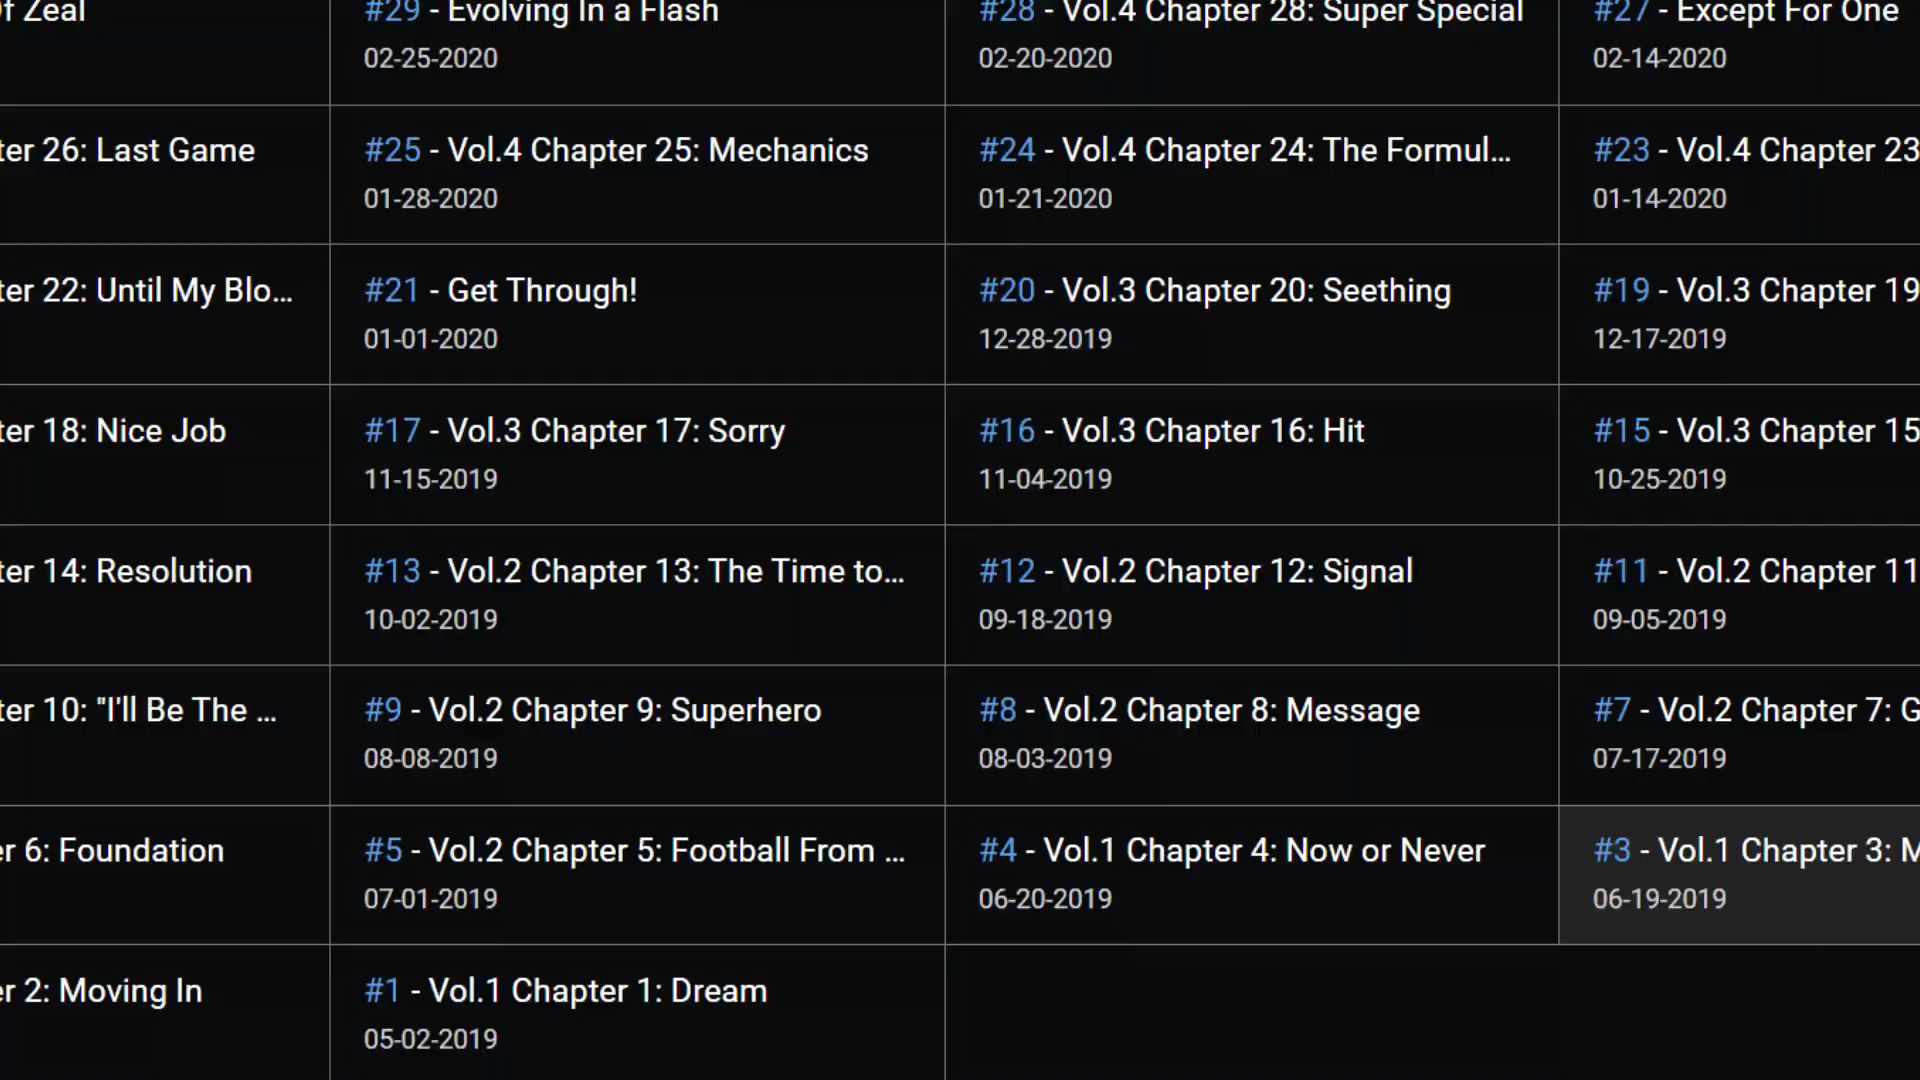 f Zeal
#29 - Evolving In a Flash
#28 - Vol.4 Chapter 28: Super Special
#27 - Except For One
02-25-2020
02-20-2020
02-14-2020
ter 26: Last Game
#25 - Vol.4 Chapter 25: Mechanics
#24 - Vol.4 Chapter 24: The Formul...
#23 - Vol.4 Chapter 23
01-28-2020
01-21-2020
01-14-2020
ter 22: Until My Blo...
#21 - Get Through!
#20 - Vol.3 Chapter 20: Seething
#19 - Vol.3 Chapter 19
01-01-2020
12-28-2019
12-17-2019
ter 18: Nice Job
#17 - Vol.3 Chapter 17: Sorry
#16 - Vol.3 Chapter 16: Hit
#15 - Vol.3 Chapter 15
11-15-2019
11-04-2019
10-25-2019
ter 14: Resolution
#13 - Vol.2 Chapter 13: The Time to...
#12 - Vol.2 Chapter 12: Signal
#11 - Vol.2 Chapter 11
10-02-2019
09-18-2019
09-05-2019
ter 10: "I'll Be The ...
#9 - Vol.2 Chapter 9: Superhero
#8 - Vol.2 Chapter 8: Message
#7 - Vol.2 Chapter 7: G
08-08-2019
08-03-2019
07-17-2019
er 6: Foundation
#5 - Vol.2 Chapter 5: Football From ...
#4 - Vol.1 Chapter 4: Now or Never
#3 - Vol.1 Chapter 3: M
07-01-2019
06-20-2019
06-19-2019
er 2: Moving In
#1 - Vol.1 Chapter 1: Dream
05-02-2019